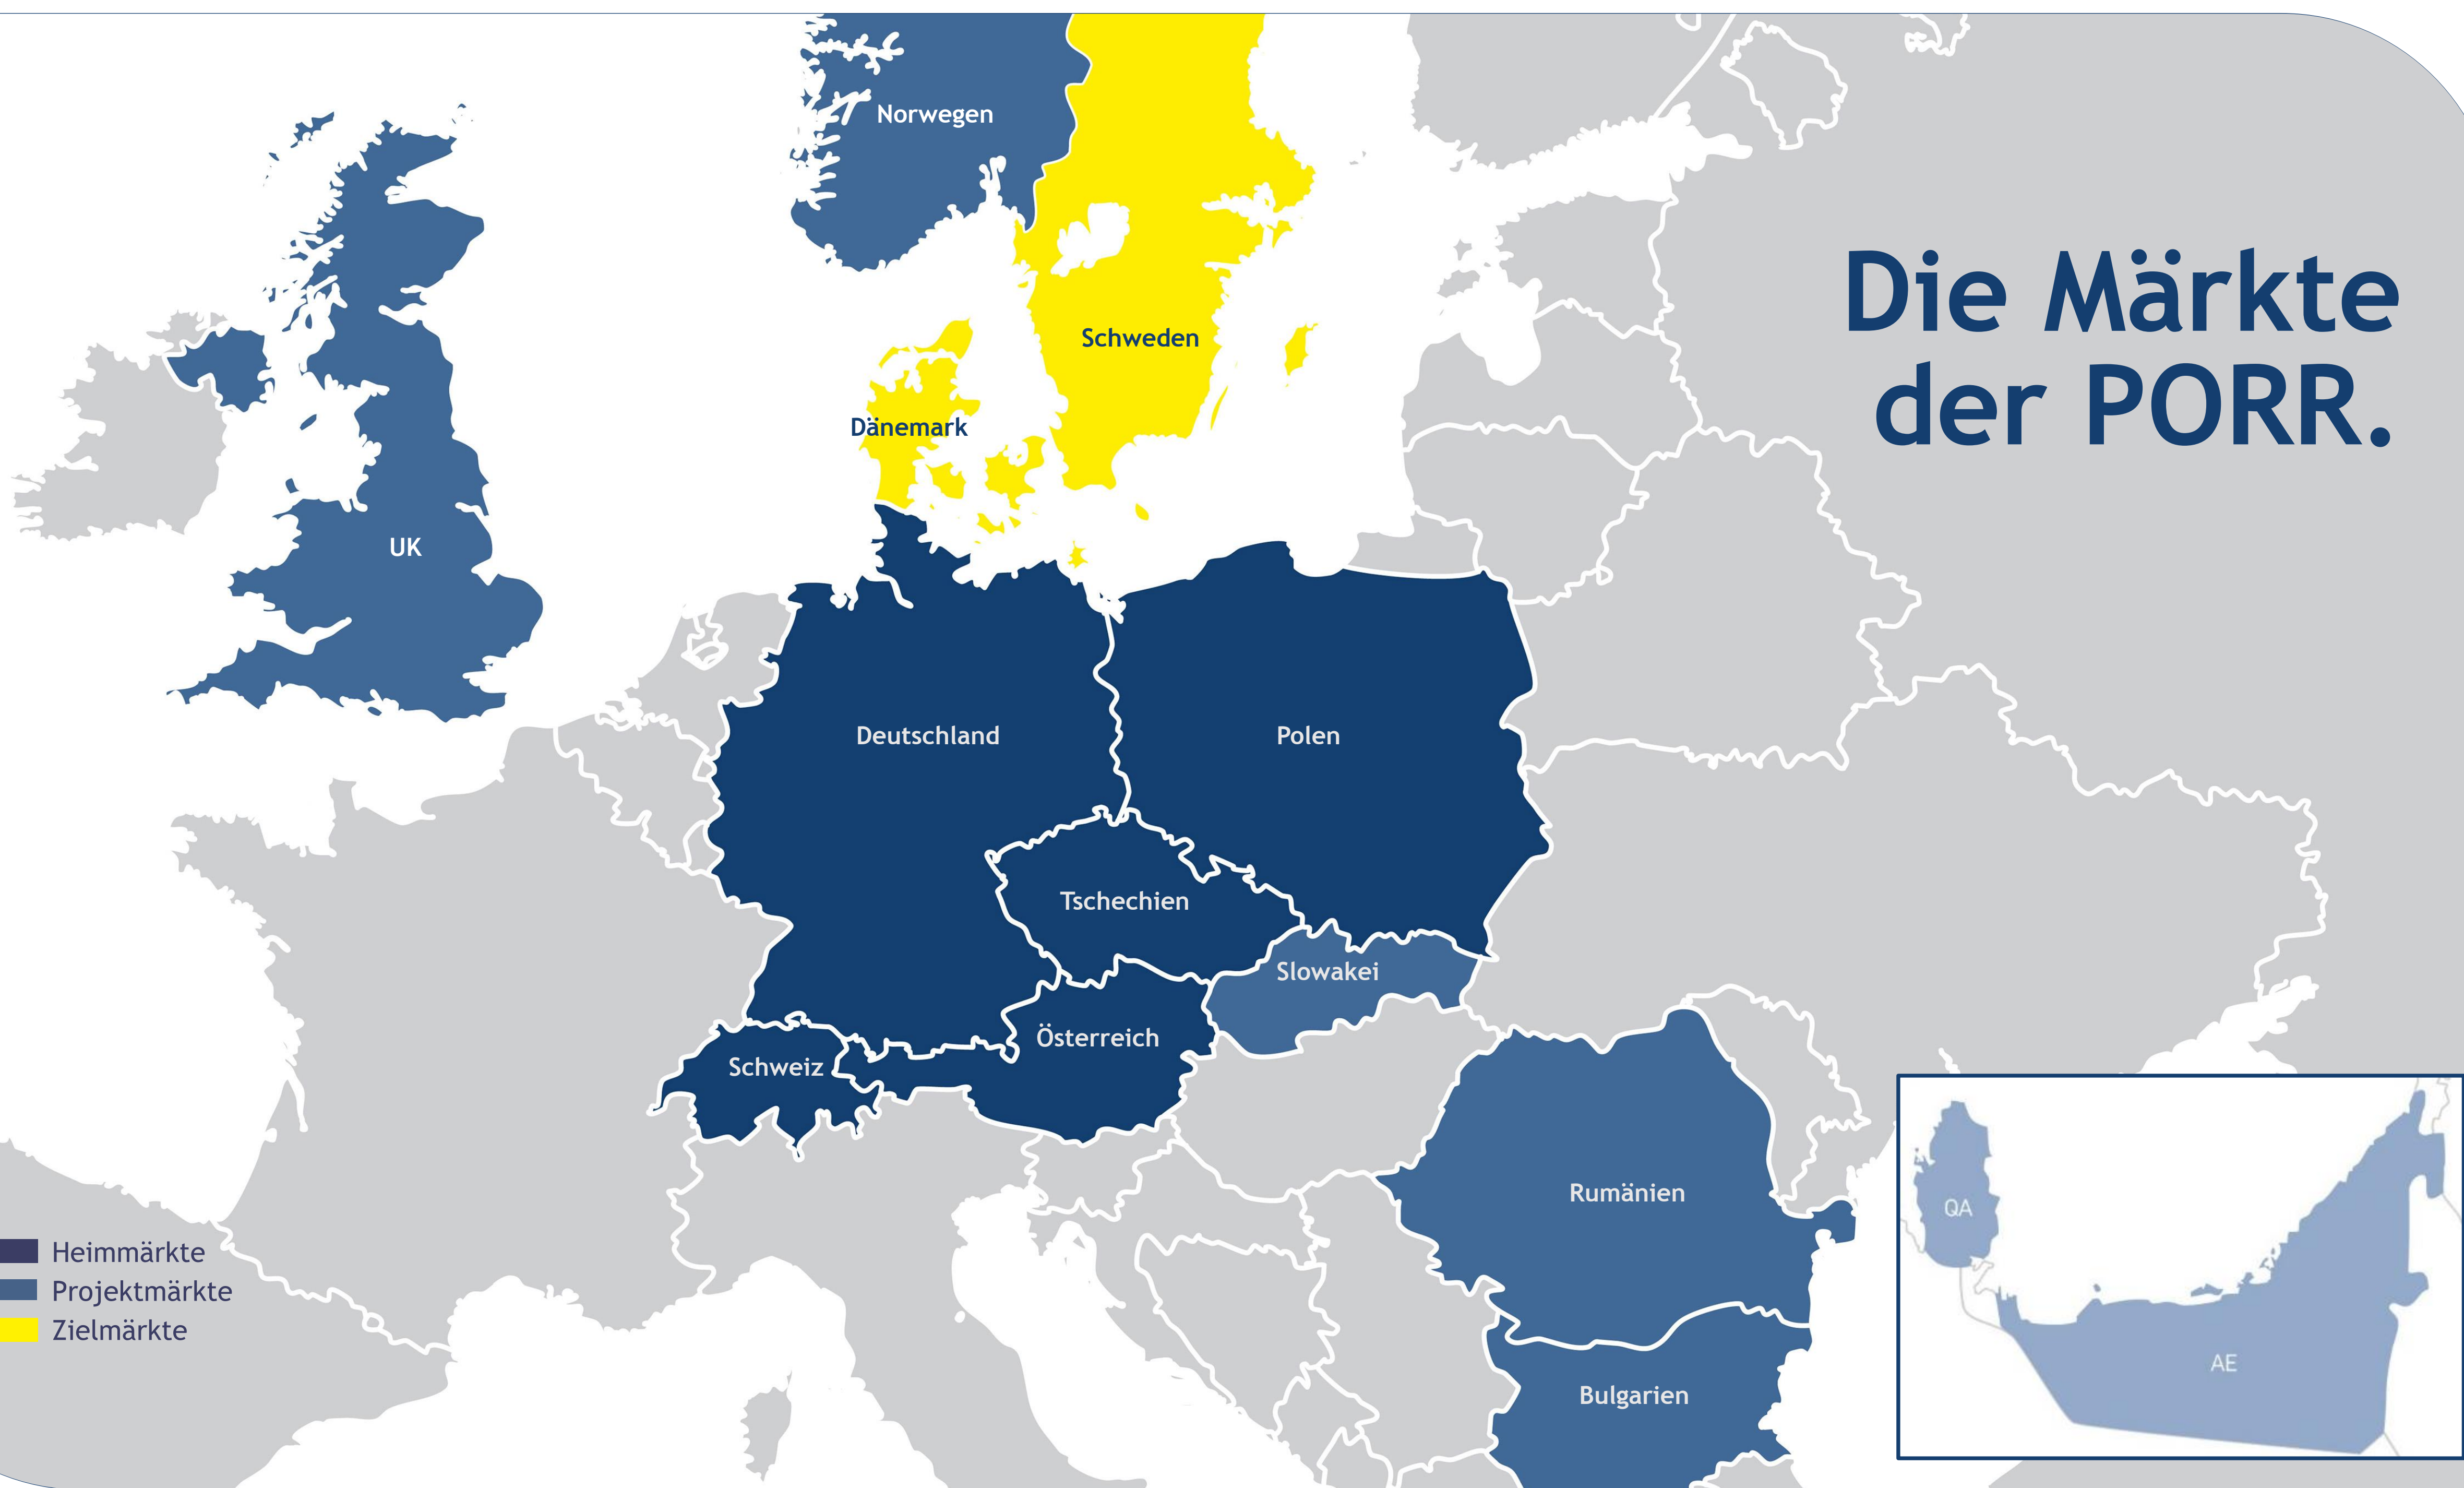 Die Märkte
der PORR.
Norwegen
Schweden
Dänemark
UK
Deutschland
Polen
Tschechien
Slowakei
Österreich
Schweiz
Rumänien
Bulgarien
QA
AE
Heimmärkte
Projektmärkte
Zielmärkte